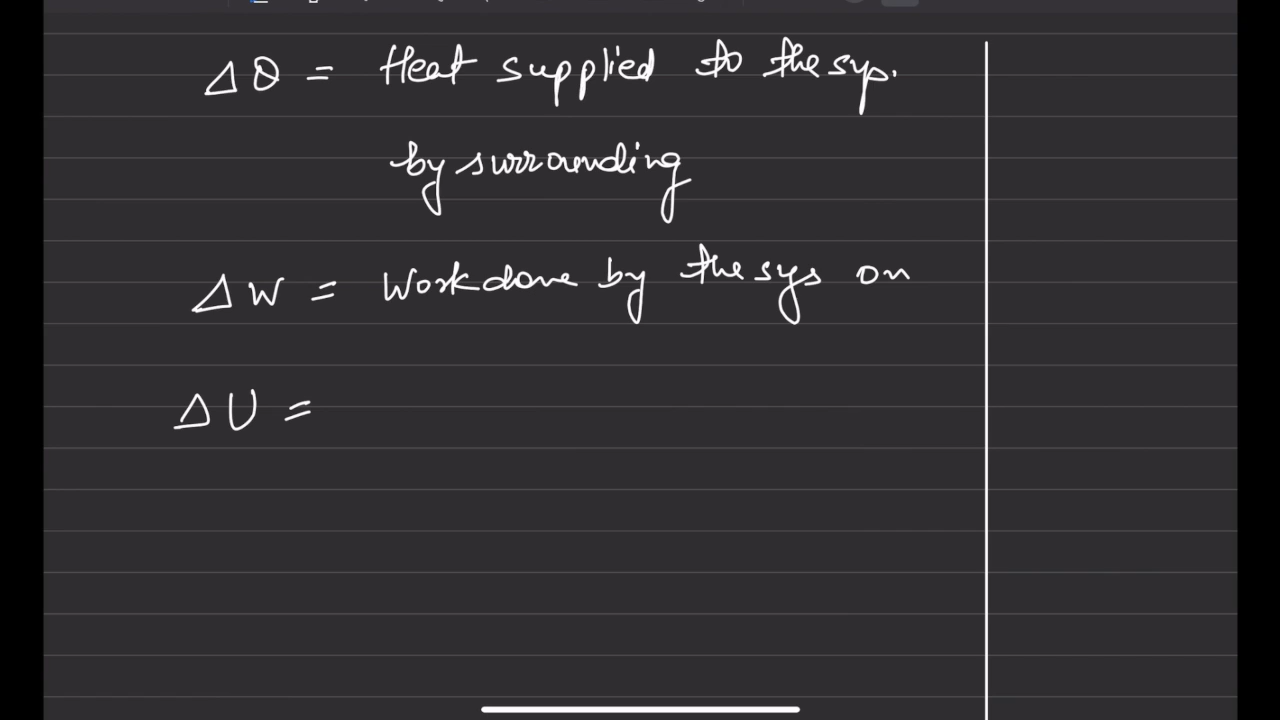 ΔQ = Heat supplied to the sys.
by surrounding
ΔW = Workdone by the sys on
ΔU =